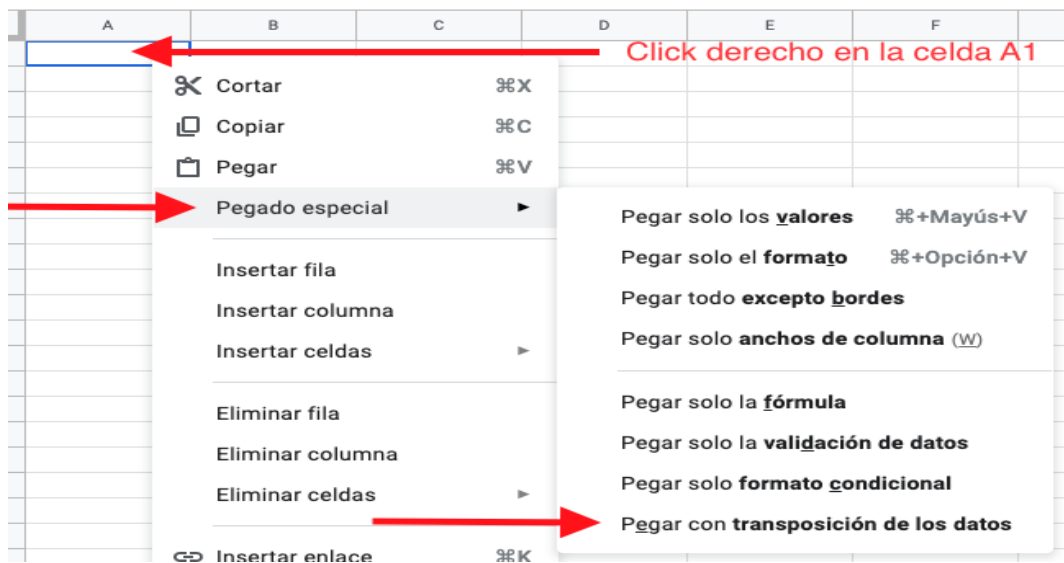 A B C D E F
Click derecho en la celda A1
Cortar ⌘X
Copiar ⌘C
Pegar ⌘V
Pegado especial
Pegar solo los valores ⌘+Mayús+V
Pegar solo el formato ⌘+Opción+V
Insertar fila
Pegar todo excepto bordes
Insertar columna
Pegar solo anchos de columna (W)
Insertar celdas
Pegar solo la fórmula
Eliminar fila
Pegar solo la validación de datos
Eliminar columna
Pegar solo formato condicional
Eliminar celdas
Pegar con transposición de los datos
Insertar enlace ⌘K